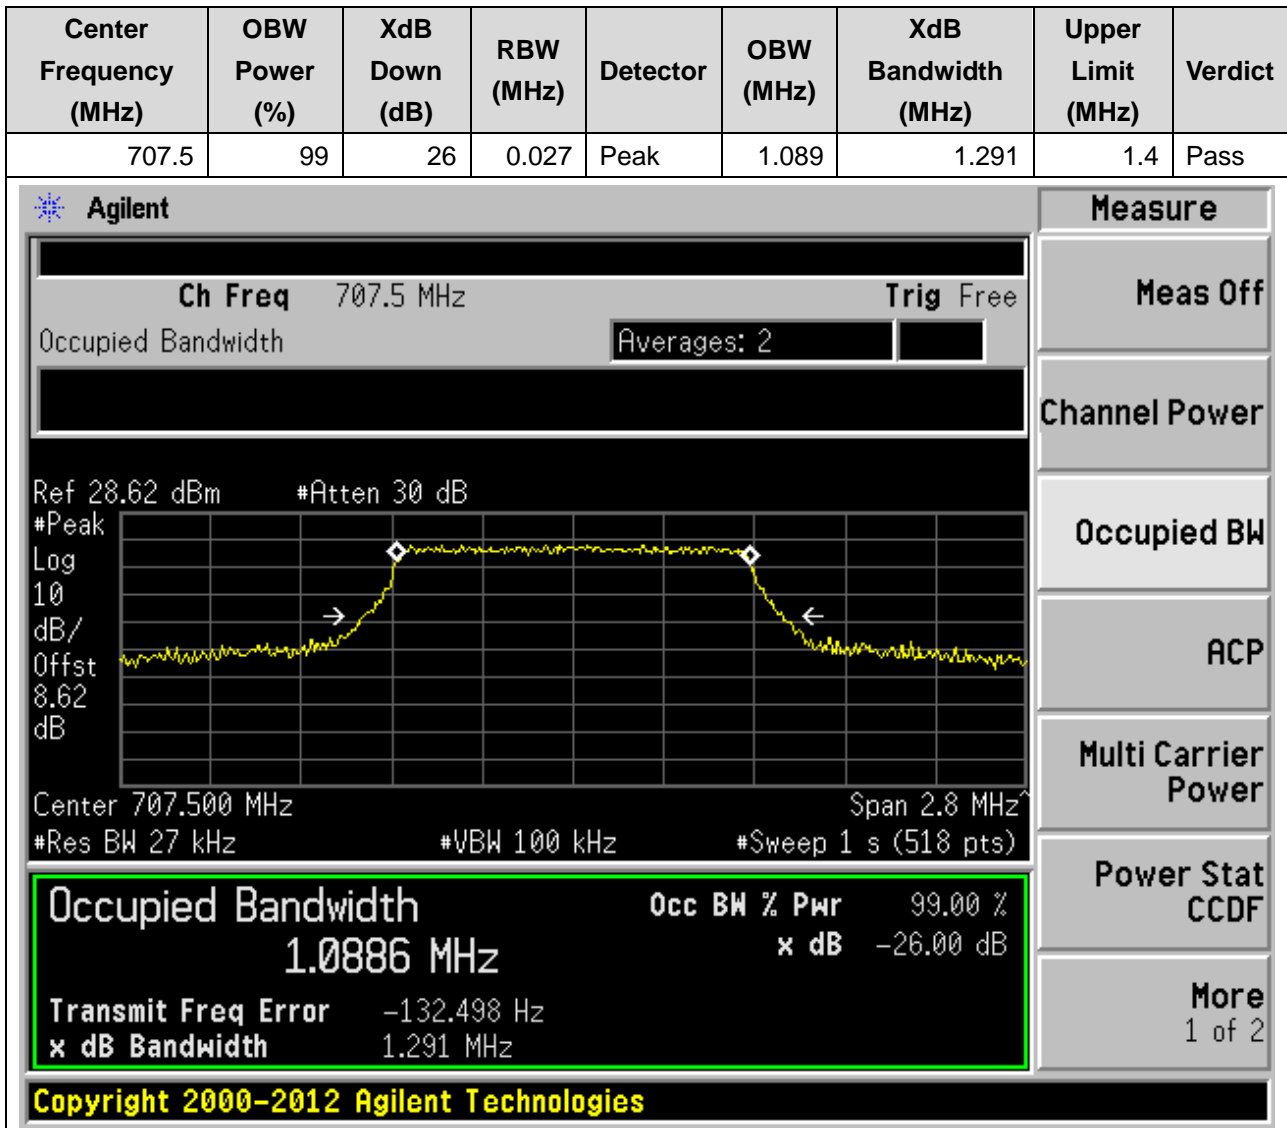 Center Frequency (MHz) OBW Power (%) XdB Down (dB) RBW (MHz) Detector OBW (MHz) XdB Bandwidth (MHz) Upper Limit (MHz) Verdict
707.5 99 26 0.027 Peak 1.089 1.291 1.4 Pass
Agilent
Measure
Ch Freq 707.5 MHz Trig Free
Occupied Bandwidth Averages: 2
Meas Off
Channel Power
Occupied BW
ACP
Multi Carrier
Power
Power Stat
CCDF
More
1 of 2
Ref 28.62 dBm #Atten 30 dB
#Peak
Log
10
dB/
Offst
8.62
dB
Center 707.500 MHz Span 2.8 MHz^
#Res BW 27 kHz #VBW 100 kHz #Sweep 1 s (518 pts)
Occupied Bandwidth Occ BW % Pwr 99.00 %
1.0886 MHz x dB -26.00 dB
Transmit Freq Error -132.498 Hz
x dB Bandwidth 1.291 MHz
Copyright 2000-2012 Agilent Technologies